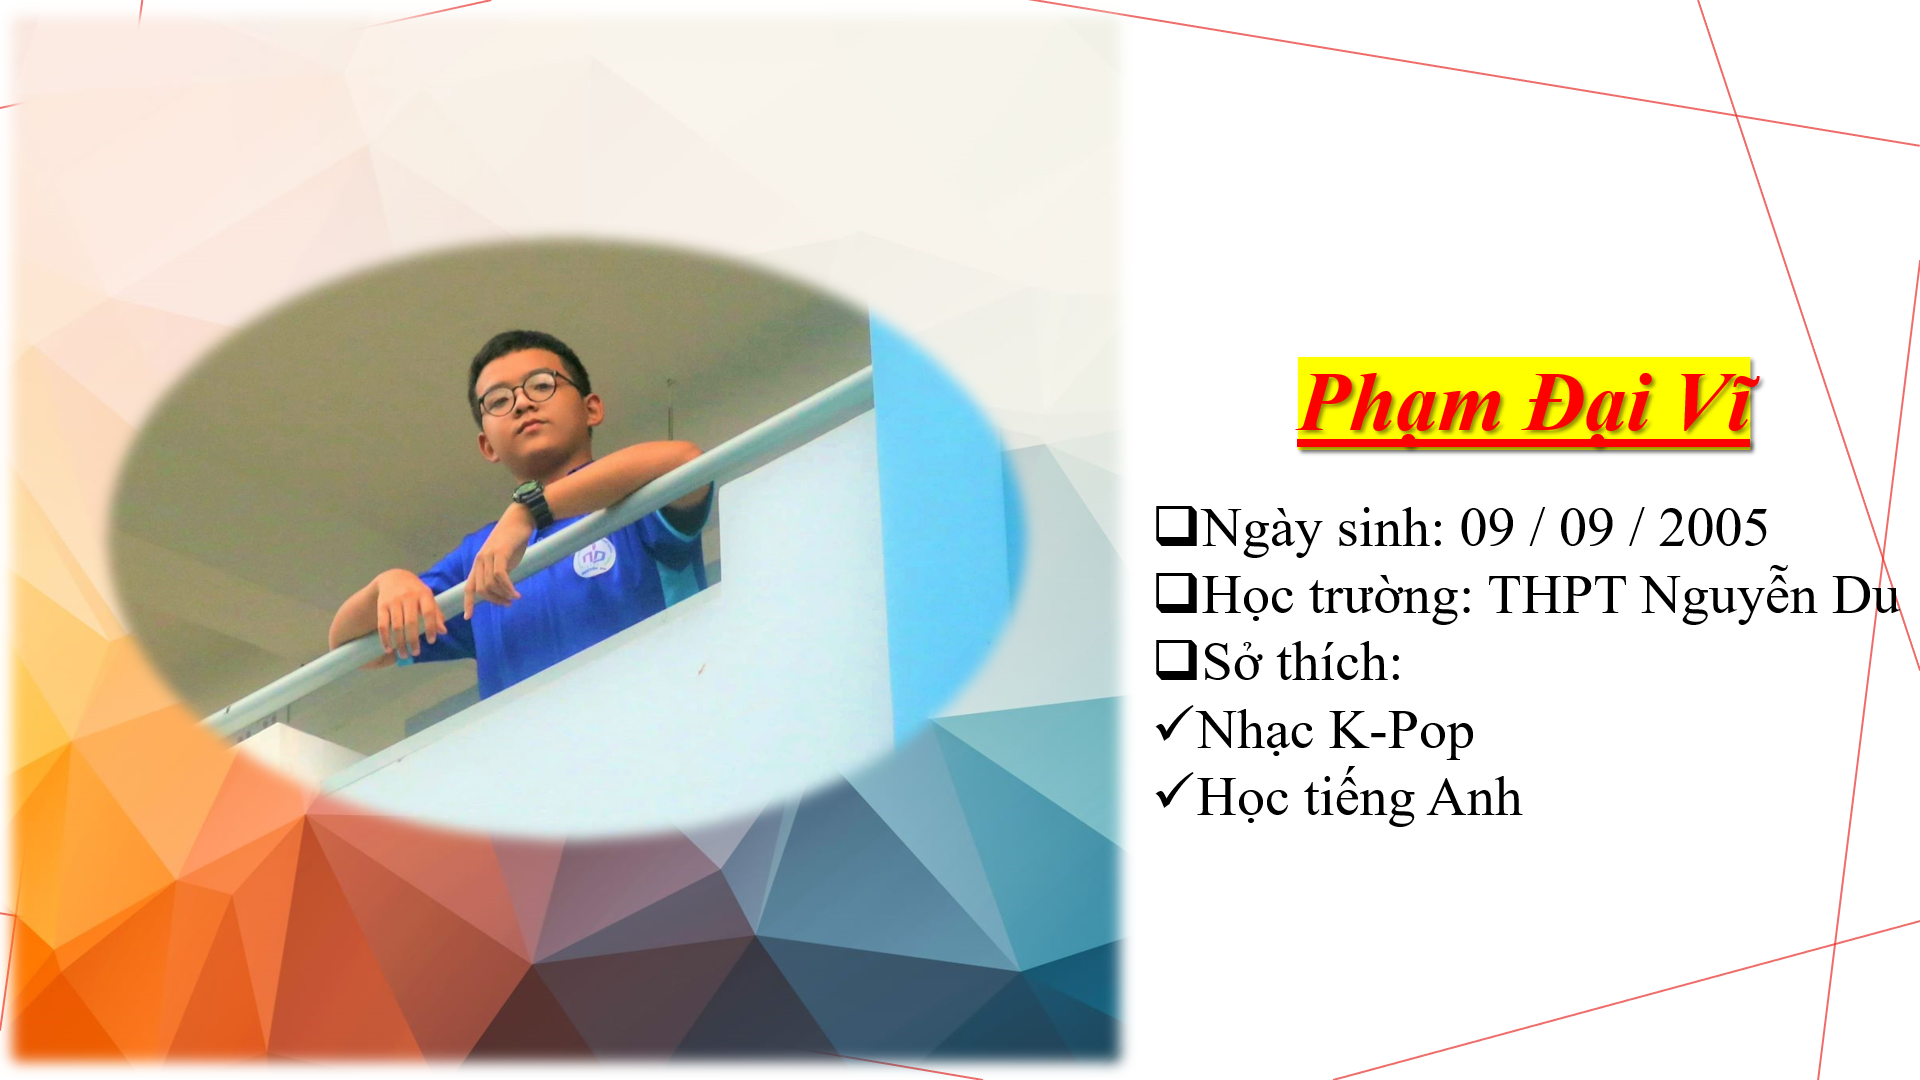 Phạm Đại Vĩ
Ngày sinh: 09 / 09 / 2005
Học trường: THPT Nguyễn Du
Sở thích:
Nhạc K-Pop
Học tiếng Anh